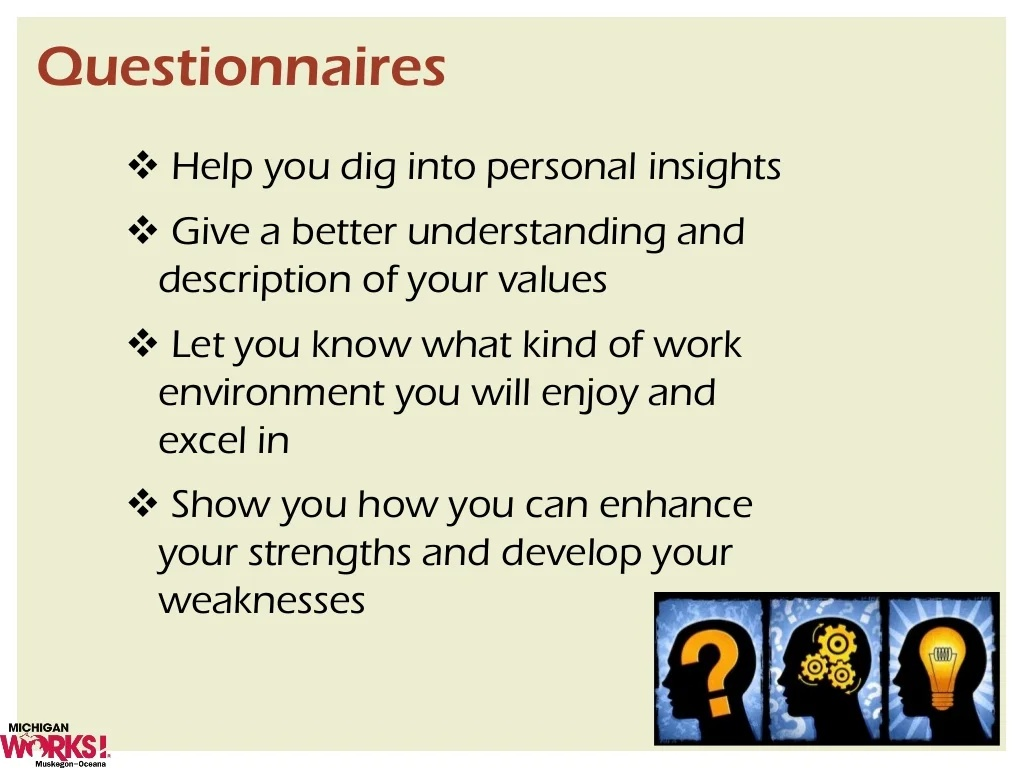 Questionnaires
❖ Help you dig into personal insights
❖ Give a better understanding and
description of your values
❖ Let you know what kind of work
environment you will enjoy and
excel in
❖ Show you how you can enhance
your strengths and develop your
weaknesses
?
MICHIGAN
WORKS!
Muskegon-Oceana